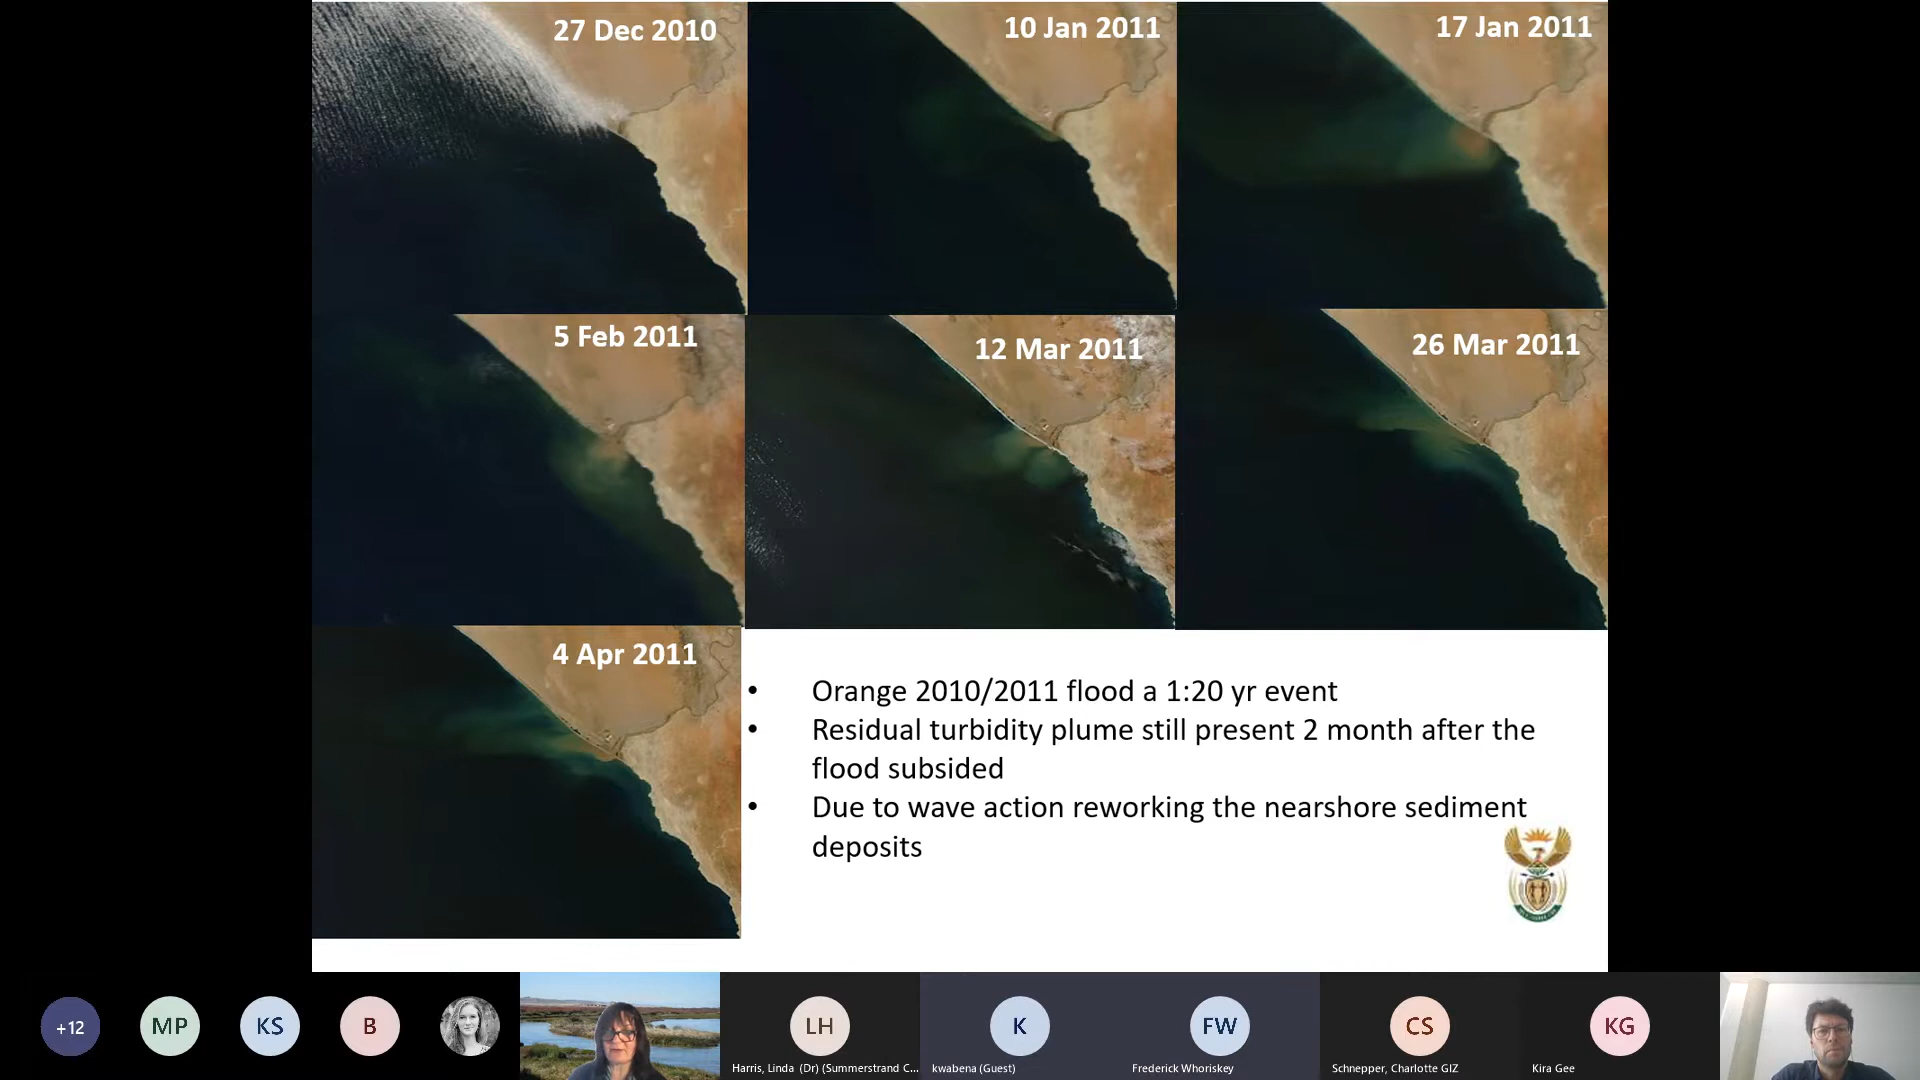 27 Dec 2010
10 Jan 2011
17 Jan 2011
5 Feb 2011
12 Mar 2011
26 Mar 2011
4 Apr 2011
• Orange 2010/2011 flood a 1:20 yr event
• Residual turbidity plume still present 2 month after the
flood subsided
• Due to wave action reworking the nearshore sediment
deposits
+12
MP
KS
B
LH
K
FW
CS
KG
Harris, Linda (Dr) (Summerstrand C...
kwabena (Guest)
Frederick Whoriskey
Schnepper, Charlotte GIZ
Kira Gee